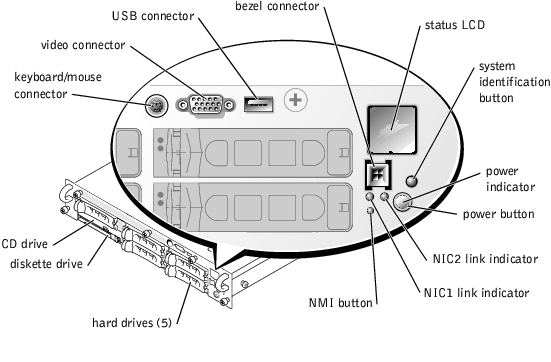 bezel connector
USB connector
status LCD
video connector
system
identification
button
keyboard/mouse
connector
power
indicator
power button
CD drive
diskette drive
NIC2 link indicator
NIC1 link indicator
NMI button
hard drives (5)